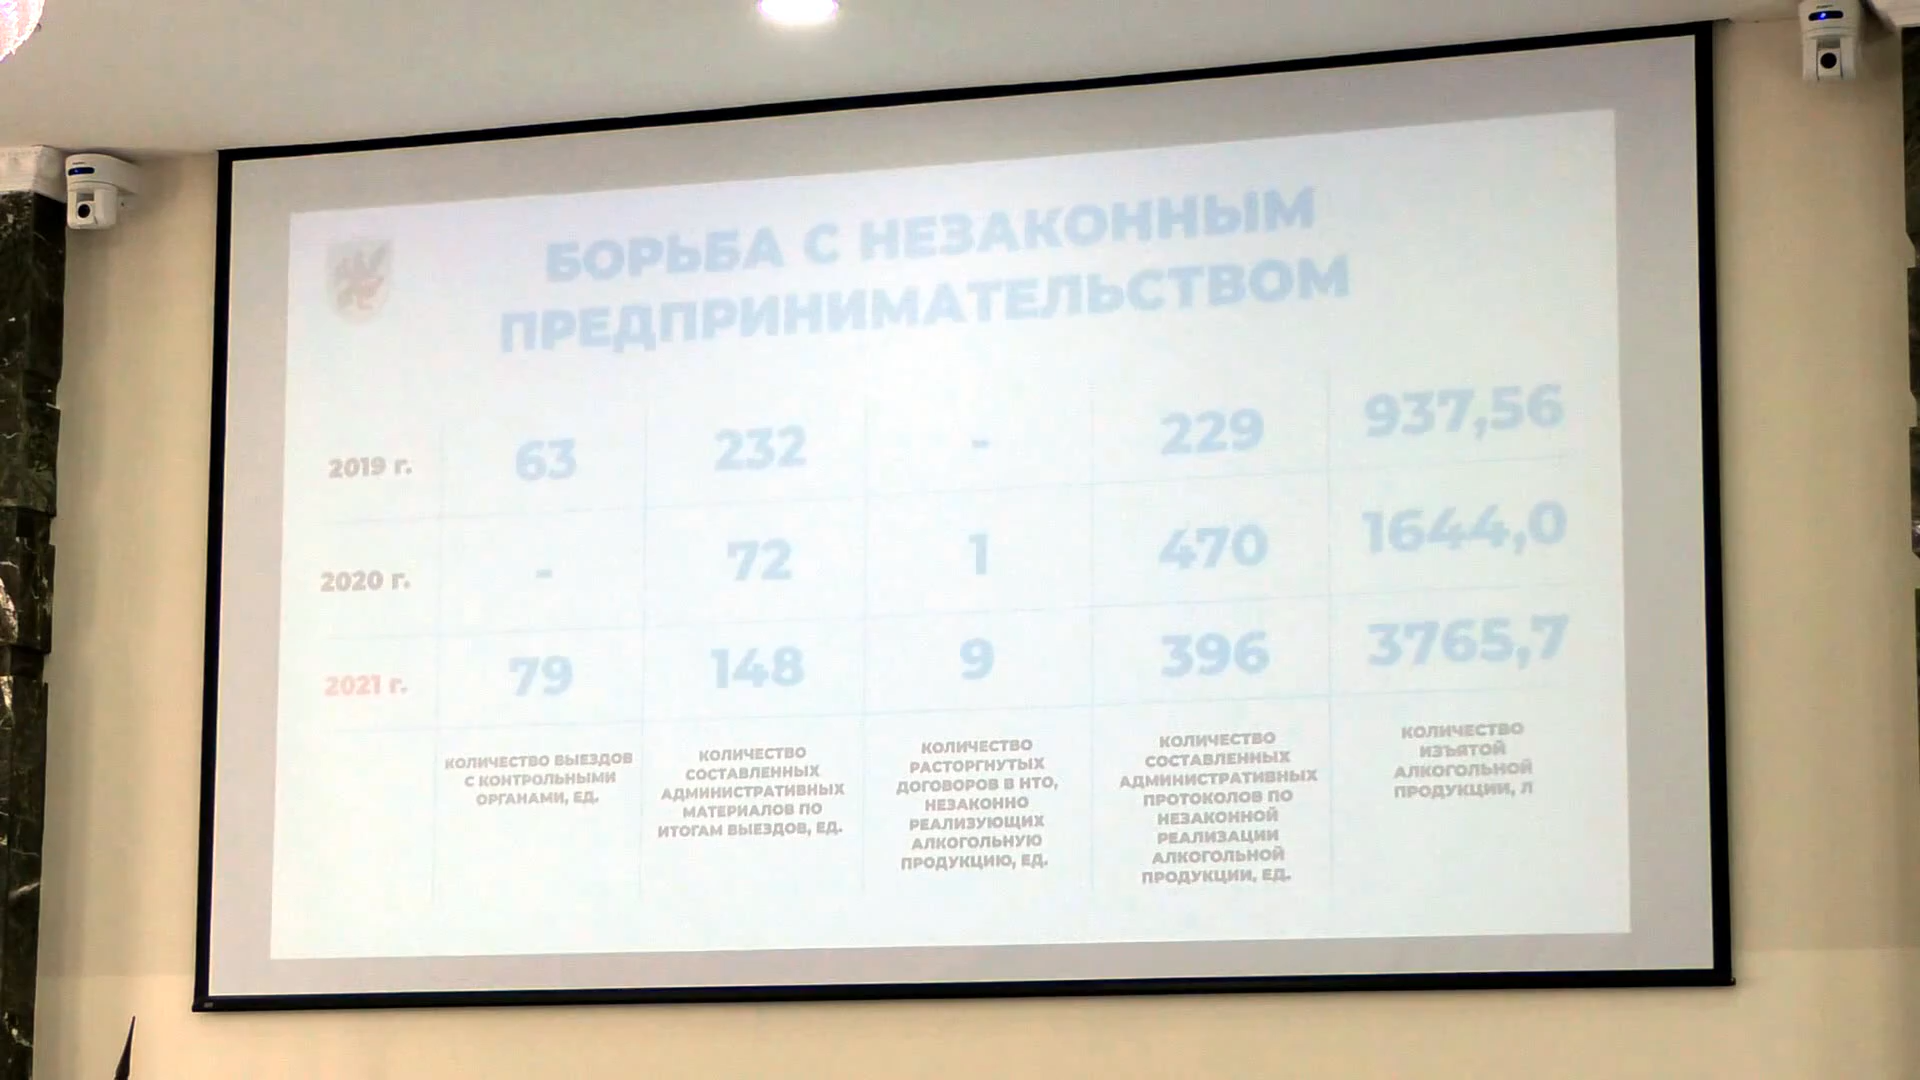 БОРЬБА С НЕЗАКОННЫМ
ПРЕДПРИНИМАТЕЛЬСТВОМ
2019 г. 63 232 - 229 937,56
2020 г. - 72 1 470 1644,0
2021 г. 79 148 9 396 3765,7
КОЛИЧЕСТВО ВЫЕЗДОВ
С КОНТРОЛЬНЫМИ
ОРГАНАМИ, ЕД.
КОЛИЧЕСТВО
СОСТАВЛЕННЫХ
АДМИНИСТРАТИВНЫХ
МАТЕРИАЛОВ ПО
ИТОГАМ ВЫЕЗДОВ, ЕД.
КОЛИЧЕСТВО
РАСТОРГНУТЫХ
ДОГОВОРОВ В НТО,
НЕЗАКОННО
РЕАЛИЗУЮЩИХ
АЛКОГОЛЬНУЮ
ПРОДУКЦИЮ, ЕД.
КОЛИЧЕСТВО
СОСТАВЛЕННЫХ
АДМИНИСТРАТИВНЫХ
ПРОТОКОЛОВ ПО
НЕЗАКОННОЙ
РЕАЛИЗАЦИИ
АЛКОГОЛЬНОЙ
ПРОДУКЦИИ, ЕД.
КОЛИЧЕСТВО
ИЗЪЯТОЙ
АЛКОГОЛЬНОЙ
ПРОДУКЦИИ, Л